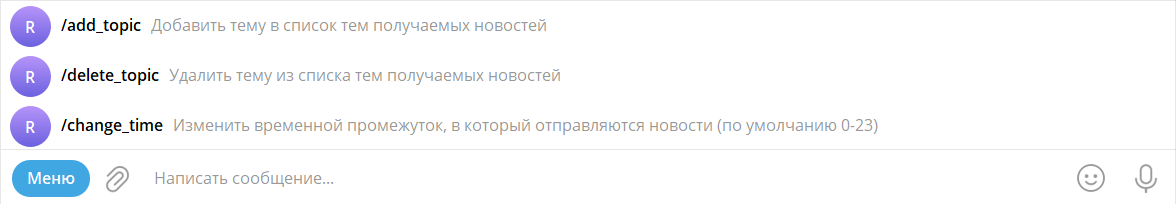 R /add_topic Добавить тему в список тем получаемых новостей
R /delete_topic Удалить тему из списка тем получаемых новостей
R /change_time Изменить временной промежуток, в который отправляются новости (по умолчанию 0-23)
Меню Написать сообщение...